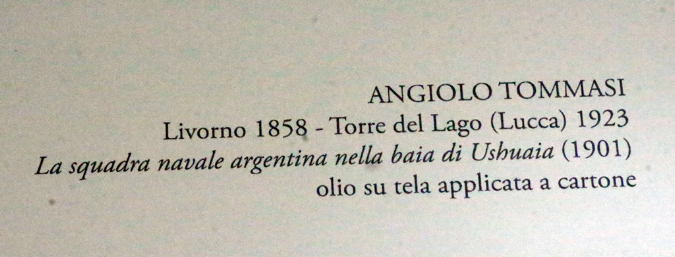 ANGIOLO TOMMASI
Livorno 1858 - Torre del Lago (Lucca) 1923
La squadra navale argentina nella baia di Ushuaia (1901)
olio su tela applicata a cartone